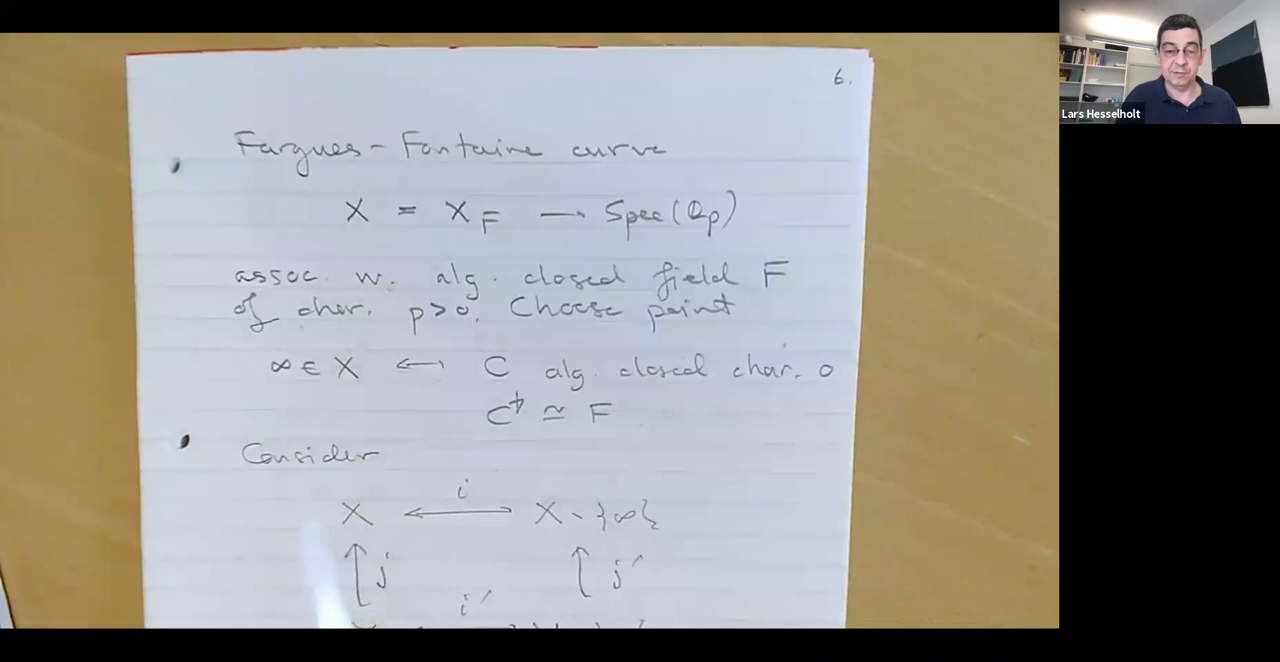 6.
Fargues-Fontaine curve
X = X_F → Spec(Q_p)
assoc. w. alg. closed field F
of char. p>0. Choose point
∞ ∈ X ↔ C alg. closed char. 0
C^♭ ≃ F
Consider
X ← i X \ {∞}
↑ j ↑ j′
i′
Lars Hesselholt